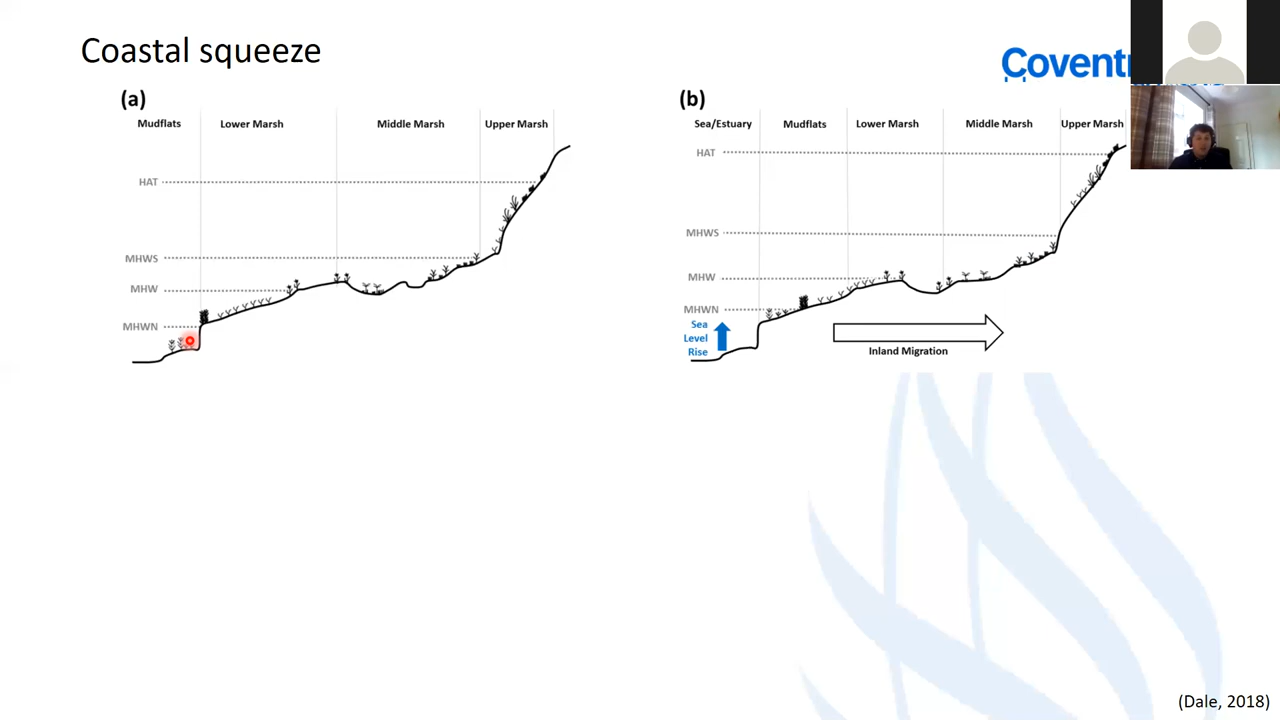 Coastal squeeze
Coventr
(a)
Mudflats Lower Marsh Middle Marsh Upper Marsh
HAT
MHWS
MHW
MHWN
(b)
Sea/Estuary Mudflats Lower Marsh Middle Marsh Upper Marsh
HAT
MHWS
MHW
MHWN
Sea
Level
Rise
Inland Migration
(Dale, 2018)